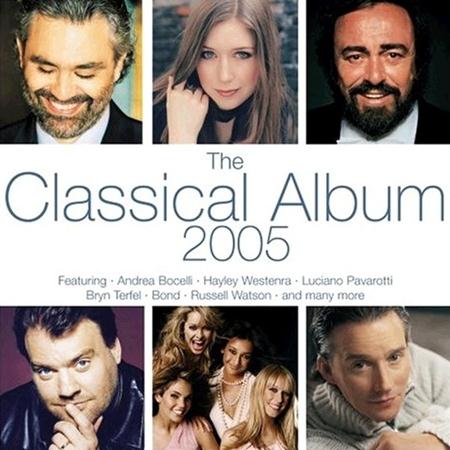 The
Classical Album
2005
Featuring · Andrea Bocelli · Hayley Westenra · Luciano Pavarotti
Bryn Terfel · Bond · Russell Watson · and many more